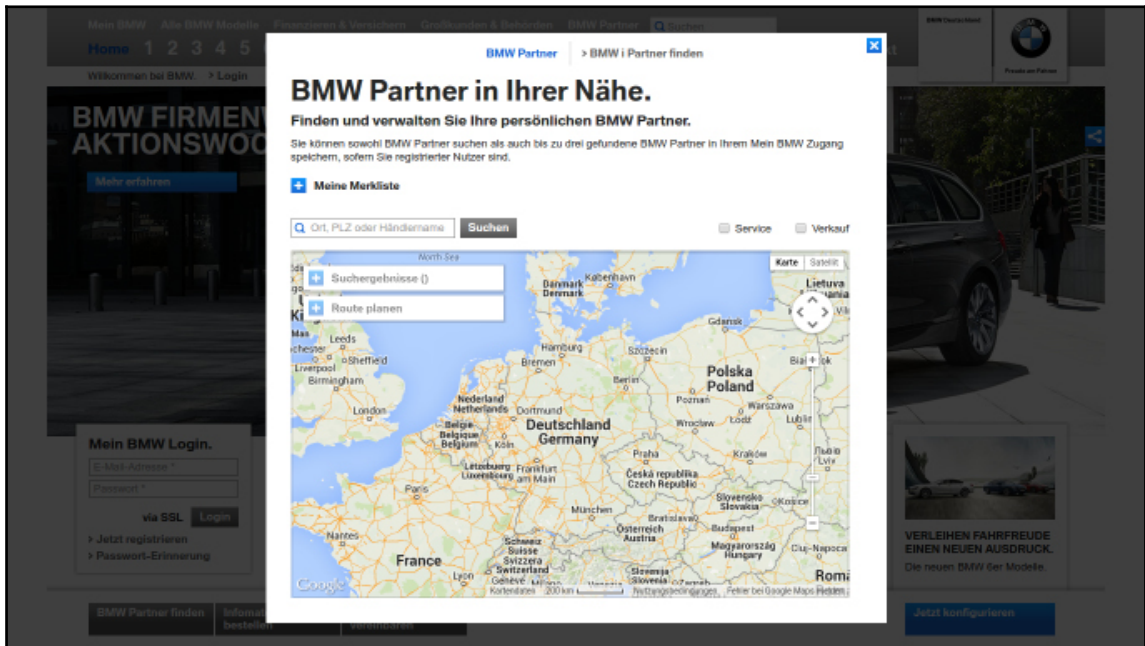 Mein BMW Alle BMW Modelle Finanzieren & Versichern Großkunden & Behörden BMW Partner Suchen
BMW Deutschland
Home 1 2 3 4 5
Freude am Fahren
Willkommen bei BMW. > Login
BMW Partner > BMW i Partner finden
BMW Partner in Ihrer Nähe.
Finden und verwalten Sie Ihre persönlichen BMW Partner.
Sie können sowohl BMW Partner suchen als auch bis zu drei gefundene BMW Partner in Ihrem Mein BMW Zugang
speichern, sofern Sie registrierter Nutzer sind.
Meine Merkliste
Ort, PLZ oder Händlername Suchen Service Verkauf
BMW FIRMENW
AKTIONSWOC
Mehr erfahren
North Sea
Karte Satellit
Suchergebnisse ()
Route planen
København
Danmark
Denmark
Lietuva
Gdansk
Leeds
Sheffield
Liverpool
Birmingham
London
Hamburg
Bremen
Szczecin
Berlin
Polska
Poland
Poznań
Warszawa
Nederland
Netherlands
Dortmund
Deutschland
Germany
Wrocław
Łódź
Lublin
België
Belgique
Belgium
Köln
Praha
Kraków
Львів
Lviv
Lëtzebuerg
Luxembourg
Frankfurt
am Main
Česká republika
Czech Republic
Paris
Slovensko
Slovakia
Košice
München
Bratislava
Österreich
Austria
Budapest
Nantes
Schweiz
Suisse
Svizzera
Switzerland
Magyarország
Hungary
Cluj-Napoca
France
Lyon
Genève
Milano
Venezia
Slovenija
Slovenia
Zagreb
Google
Kartendaten 200 km Nutzungsbedingungen Fehler bei Google Maps melden
Mein BMW Login.
E-Mail-Adresse *
Passwort *
via SSL Login
> Jetzt registrieren
> Passwort-Erinnerung
VERLEIHEN FAHRFREUDE
EINEN NEUEN AUSDRUCK.
Die neuen BMW 6er Modelle.
BMW Partner finden
bestellen
vereinbaren
Jetzt konfigurieren